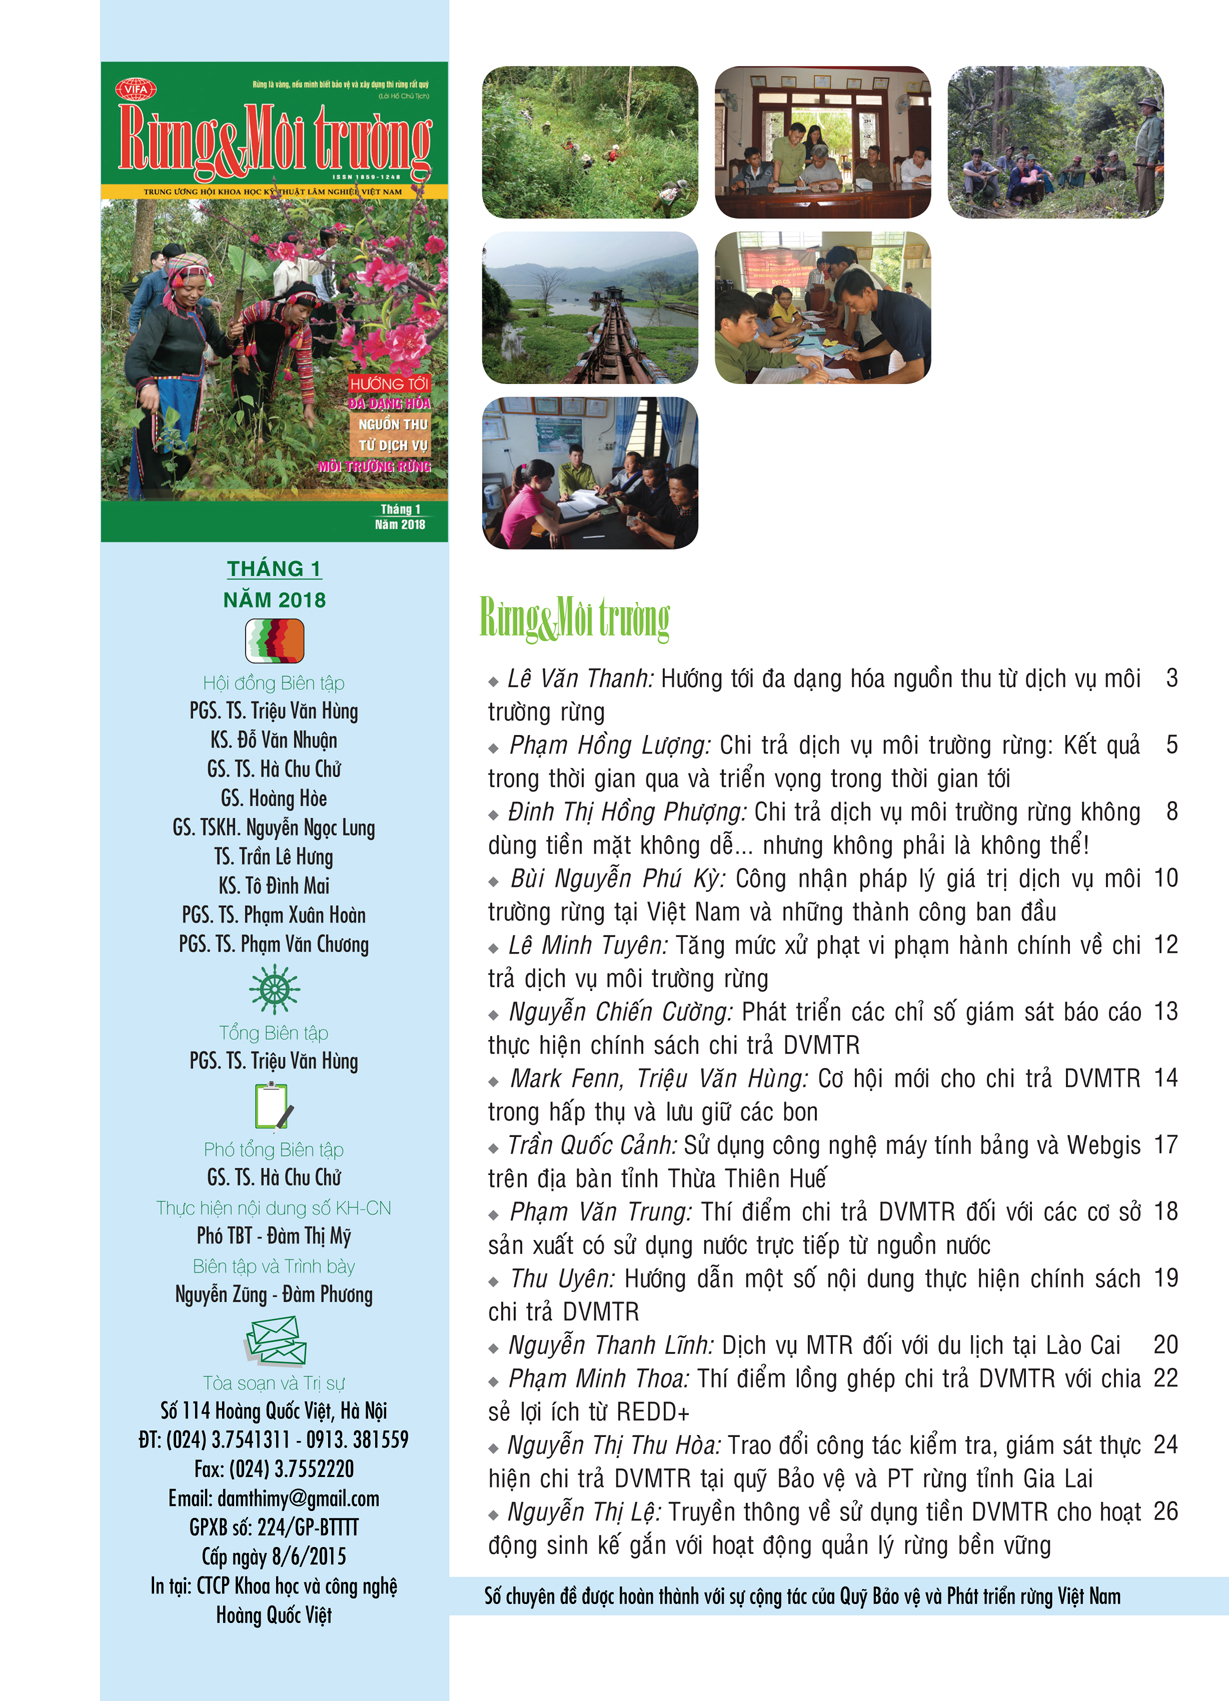 VIFA
Rừng là vàng, nếu mình biết bảo vệ và xây dựng thì rừng rất quý
(Lời Hồ Chủ Tịch)
Rừng&Môi trường
ISSN 1859-1248
TRUNG ƯƠNG HỘI KHOA HỌC KỸ THUẬT LÂM NGHIỆP VIỆT NAM
HƯỚNG TỚI
ĐA DẠNG HÓA
NGUỒN THU
TỪ DỊCH VỤ
MÔI TRƯỜNG RỪNG
Tháng 1
Năm 2018
THÁNG 1
NĂM 2018
Hội đồng Biên tập
PGS. TS. Triệu Văn Hùng
KS. Đỗ Văn Nhuận
GS. TS. Hà Chu Chử
GS. Hoàng Hòe
GS. TSKH. Nguyễn Ngọc Lung
TS. Trần Lê Hưng
KS. Tô Đình Mai
PGS. TS. Phạm Xuân Hoàn
PGS. TS. Phạm Văn Chương
Tổng Biên tập
PGS. TS. Triệu Văn Hùng
Phó tổng Biên tập
GS. TS. Hà Chu Chử
Thực hiện nội dung số KH-CN
Phó TBT - Đàm Thị Mỹ
Biên tập và Trình bày
Nguyễn Zũng - Đàm Phương
Tòa soạn và Trị sự
Số 114 Hoàng Quốc Việt, Hà Nội
ĐT: (024) 3.7541311 - 0913. 381559
Fax: (024) 3.7552220
Email: damthimy@gmail.com
GPXB số: 224/GP-BTTTT
Cấp ngày 8/6/2015
In tại: CTCP Khoa học và công nghệ
Hoàng Quốc Việt
Rừng&Môi trường
◆ Lê Văn Thanh: Hướng tới đa dạng hóa nguồn thu từ dịch vụ môi 3
trường rừng
◆ Phạm Hồng Lượng: Chi trả dịch vụ môi trường rừng: Kết quả 5
trong thời gian qua và triển vọng trong thời gian tới
◆ Đinh Thị Hồng Phượng: Chi trả dịch vụ môi trường rừng không 8
dùng tiền mặt không dễ... nhưng không phải là không thể!
◆ Bùi Nguyễn Phú Kỳ: Công nhận pháp lý giá trị dịch vụ môi 10
trường rừng tại Việt Nam và những thành công ban đầu
◆ Lê Minh Tuyên: Tăng mức xử phạt vi phạm hành chính về chi 12
trả dịch vụ môi trường rừng
◆ Nguyễn Chiến Cường: Phát triển các chỉ số giám sát báo cáo 13
thực hiện chính sách chi trả DVMTR
◆ Mark Fenn, Triệu Văn Hùng: Cơ hội mới cho chi trả DVMTR 14
trong hấp thụ và lưu giữ các bon
◆ Trần Quốc Cảnh: Sử dụng công nghệ máy tính bảng và Webgis 17
trên địa bàn tỉnh Thừa Thiên Huế
◆ Phạm Văn Trung: Thí điểm chi trả DVMTR đối với các cơ sở 18
sản xuất có sử dụng nước trực tiếp từ nguồn nước
◆ Thu Uyên: Hướng dẫn một số nội dung thực hiện chính sách 19
chi trả DVMTR
◆ Nguyễn Thanh Lĩnh: Dịch vụ MTR đối với du lịch tại Lào Cai 20
◆ Phạm Minh Thoa: Thí điểm lồng ghép chi trả DVMTR với chia 22
sẻ lợi ích từ REDD+
◆ Nguyễn Thị Thu Hòa: Trao đổi công tác kiểm tra, giám sát thực 24
hiện chi trả DVMTR tại quỹ Bảo vệ và PT rừng tỉnh Gia Lai
◆ Nguyễn Thị Lệ: Truyền thông về sử dụng tiền DVMTR cho hoạt 26
động sinh kế gắn với hoạt động quản lý rừng bền vững
Số chuyên đề được hoàn thành với sự cộng tác của Quỹ Bảo vệ và Phát triển rừng Việt Nam